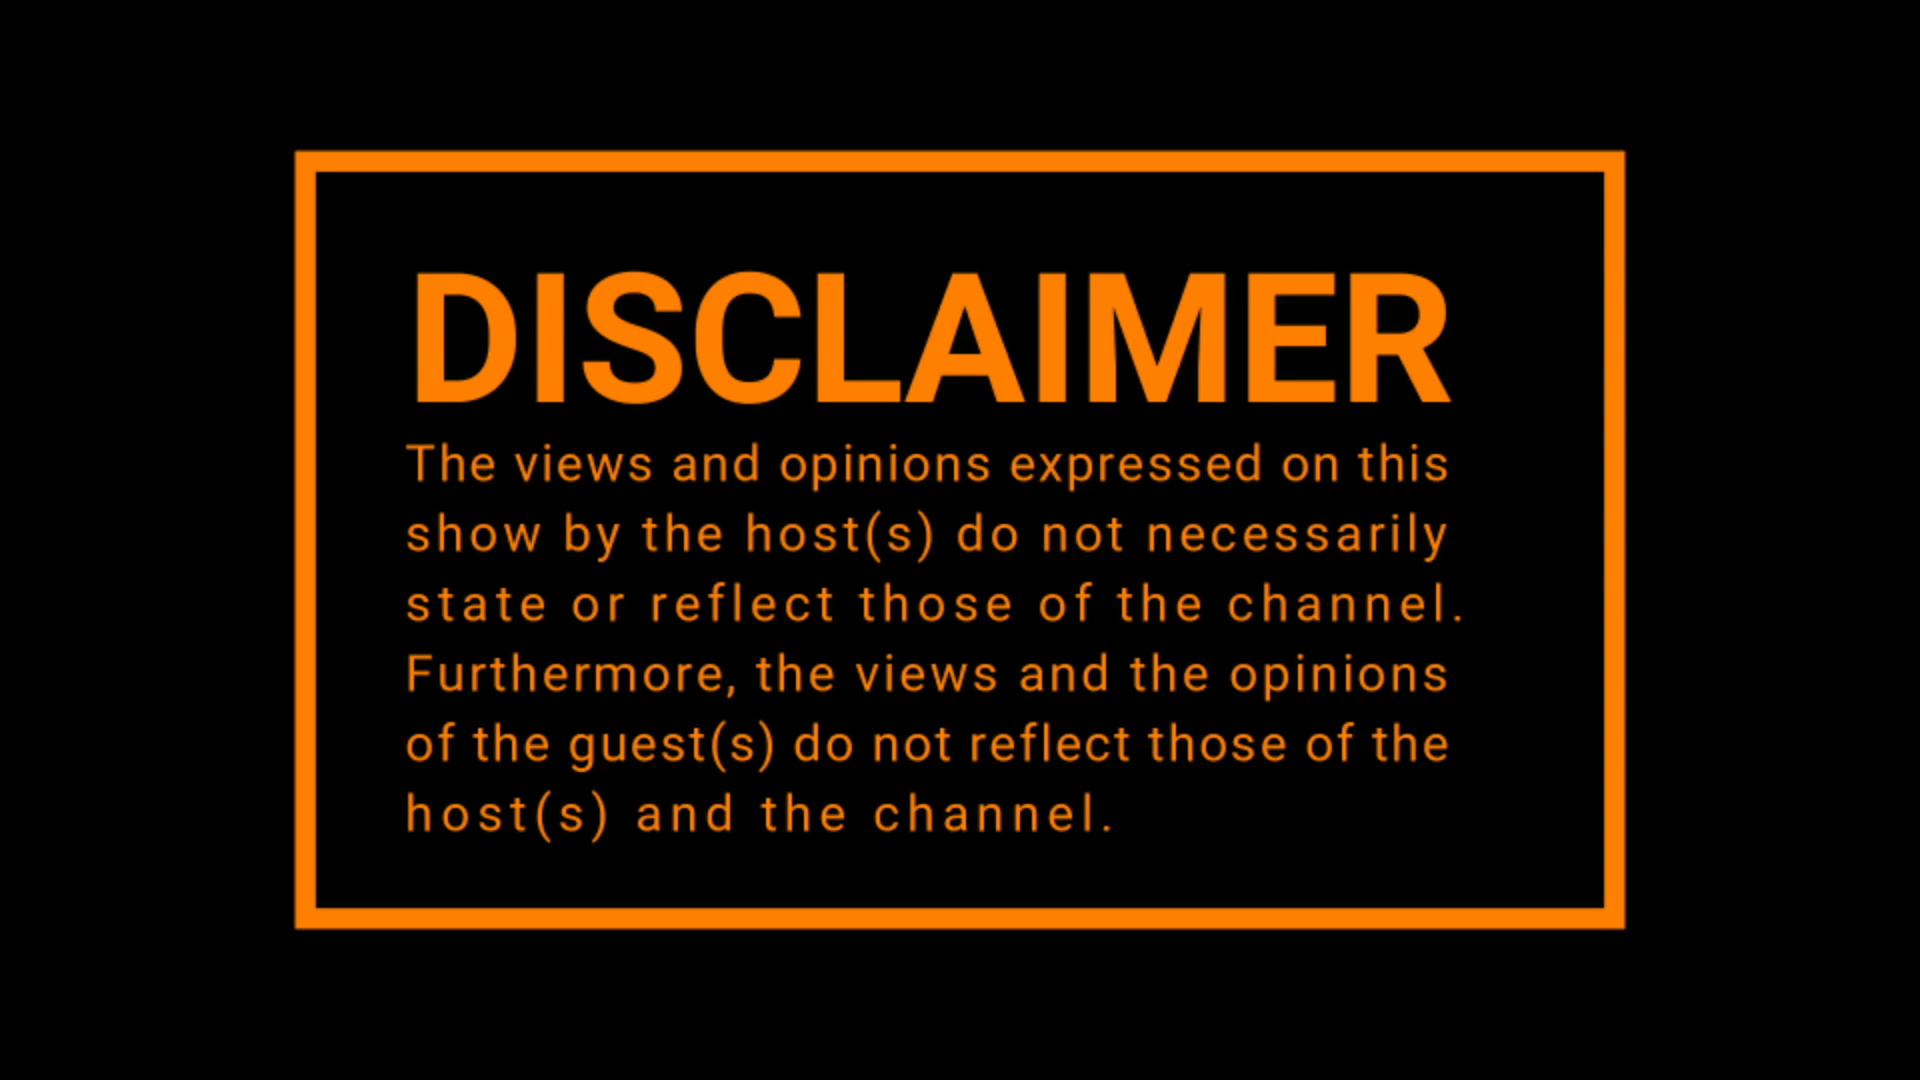 DISCLAIMER
The views and opinions expressed on this
show by the host(s) do not necessarily
state or reflect those of the channel.
Furthermore, the views and the opinions
of the guest(s) do not reflect those of the
host(s) and the channel.